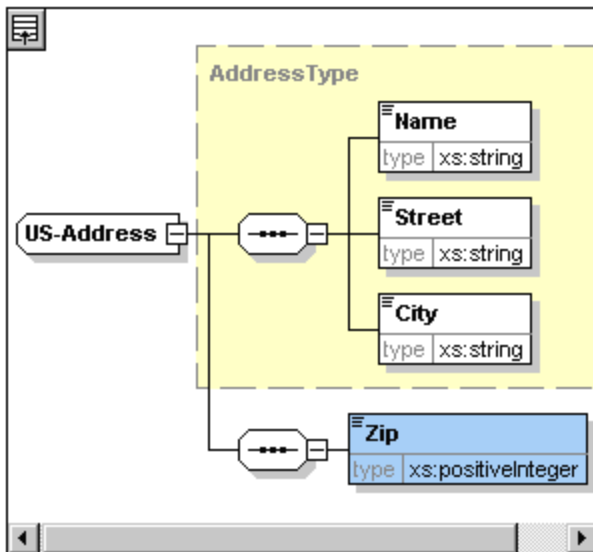 AddressType
Name
type xs:string
US-Address
Street
type xs:string
City
type xs:string
Zip
type xs:positiveInteger